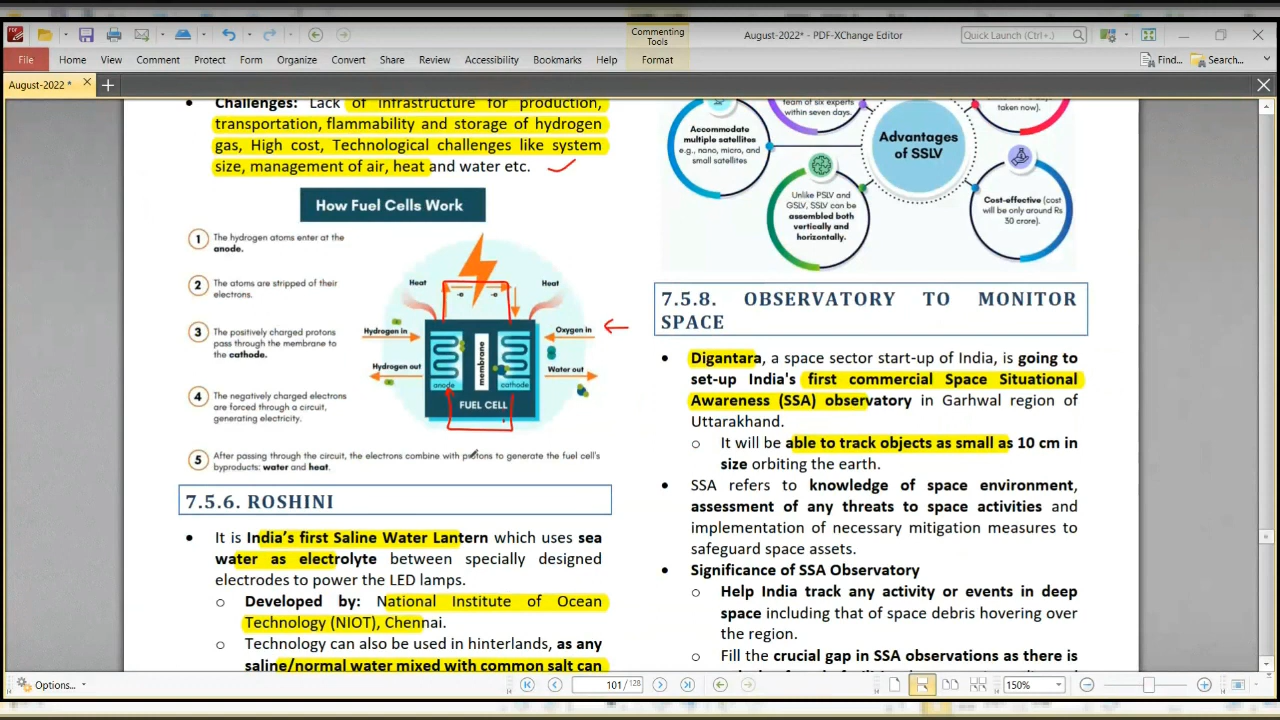 Commenting
Tools
August-2022* - PDF-XChange Editor
Quick Launch (Ctrl+.)
File
Home
View
Comment
Protect
Form
Organize
Convert
Share
Review
Accessibility
Bookmarks
Help
Format
Find...
Search...
August-2022 *
• Challenges: Lack of infrastructure for production,
transportation, flammability and storage of hydrogen
gas, High cost, Technological challenges like system
size, management of air, heat and water etc.
How Fuel Cells Work
1 The hydrogen atoms enter at the
anode.
2 The atoms are stripped of their
electrons.
3 The positively charged protons
pass through the membrane to
the cathode.
4 The negatively charged electrons
are forced through a circuit,
generating electricity.
5 After passing through the circuit, the electrons combine with protons to generate the fuel cell's
byproducts: water and heat.
Heat
Heat
-e
-e
Hydrogen in
Oxygen in
Hydrogen out
Water out
membrane
anode
cathode
FUEL CELL
7.5.6. ROSHINI
• It is India's first Saline Water Lantern which uses sea
water as electrolyte between specially designed
electrodes to power the LED lamps.
o Developed by: National Institute of Ocean
Technology (NIOT), Chennai.
o Technology can also be used in hinterlands, as any
saline/normal water mixed with common salt can
team of six experts
within seven days.
taken now).
Accommodate
multiple satellites
e.g., nano, micro, and
small satellites
Advantages
of SSLV
Unlike PSLV and
GSLV, SSLV can be
assembled both
vertically and
horizontally.
Cost-effective (cost
will be only around Rs
30 crore).
7.5.8. OBSERVATORY TO MONITOR
SPACE
• Digantara, a space sector start-up of India, is going to
set-up India's first commercial Space Situational
Awareness (SSA) observatory in Garhwal region of
Uttarakhand.
o It will be able to track objects as small as 10 cm in
size orbiting the earth.
• SSA refers to knowledge of space environment,
assessment of any threats to space activities and
implementation of necessary mitigation measures to
safeguard space assets.
• Significance of SSA Observatory
o Help India track any activity or events in deep
space including that of space debris hovering over
the region.
o Fill the crucial gap in SSA observations as there is
Options...
101 / 128
150%